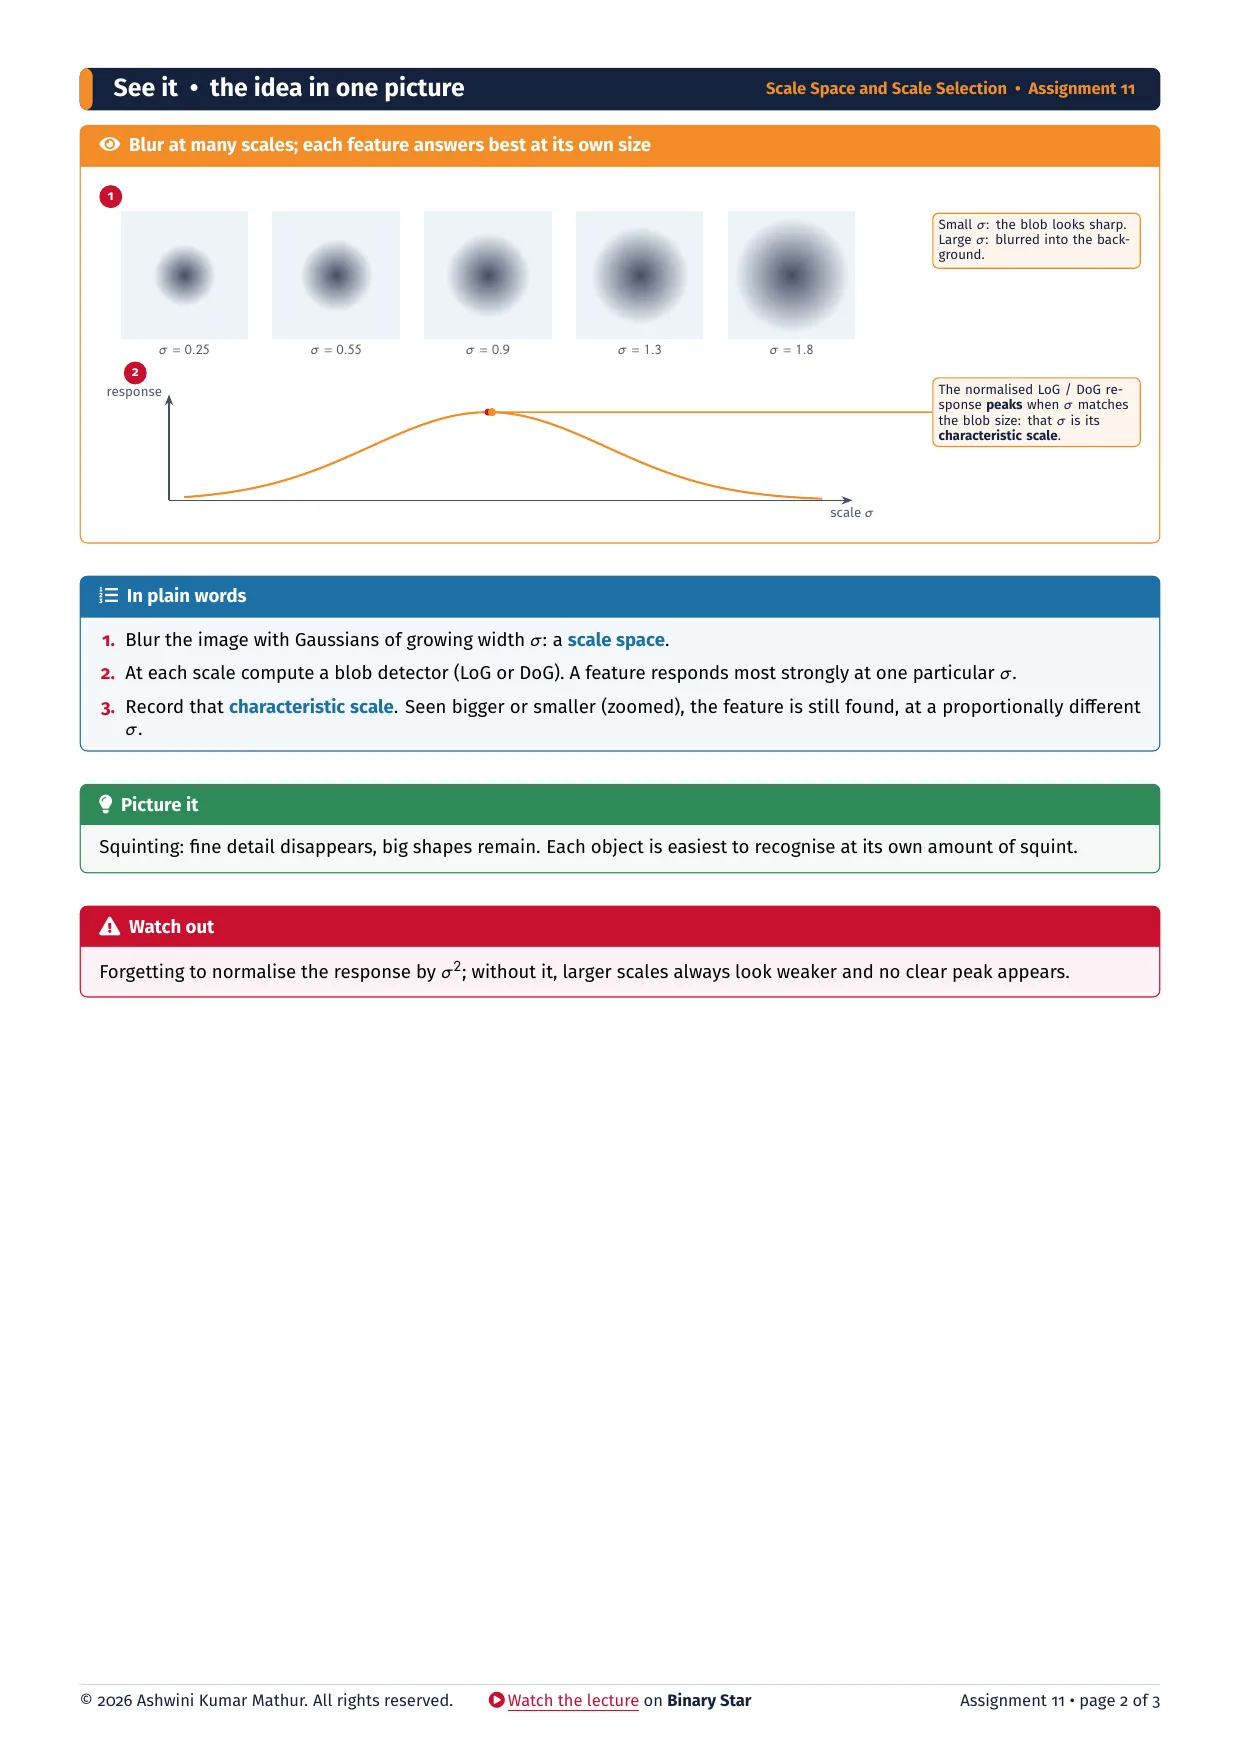 See it • the idea in one picture
Scale Space and Scale Selection • Assignment 11
Blur at many scales; each feature answers best at its own size
1
Small σ: the blob looks sharp.
Large σ: blurred into the back-
ground.
σ = 0.25
σ = 0.55
σ = 0.9
σ = 1.3
σ = 1.8
2
response
The normalised LoG / DoG re-
sponse peaks when σ matches
the blob size: that σ is its
characteristic scale.
scale σ
In plain words
1. Blur the image with Gaussians of growing width σ: a scale space.
2. At each scale compute a blob detector (LoG or DoG). A feature responds most strongly at one particular σ.
3. Record that characteristic scale. Seen bigger or smaller (zoomed), the feature is still found, at a proportionally different
σ.
Picture it
Squinting: fine detail disappears, big shapes remain. Each object is easiest to recognise at its own amount of squint.
Watch out
Forgetting to normalise the response by σ²; without it, larger scales always look weaker and no clear peak appears.
© 2026 Ashwini Kumar Mathur. All rights reserved.
Watch the lecture on Binary Star
Assignment 11 • page 2 of 3